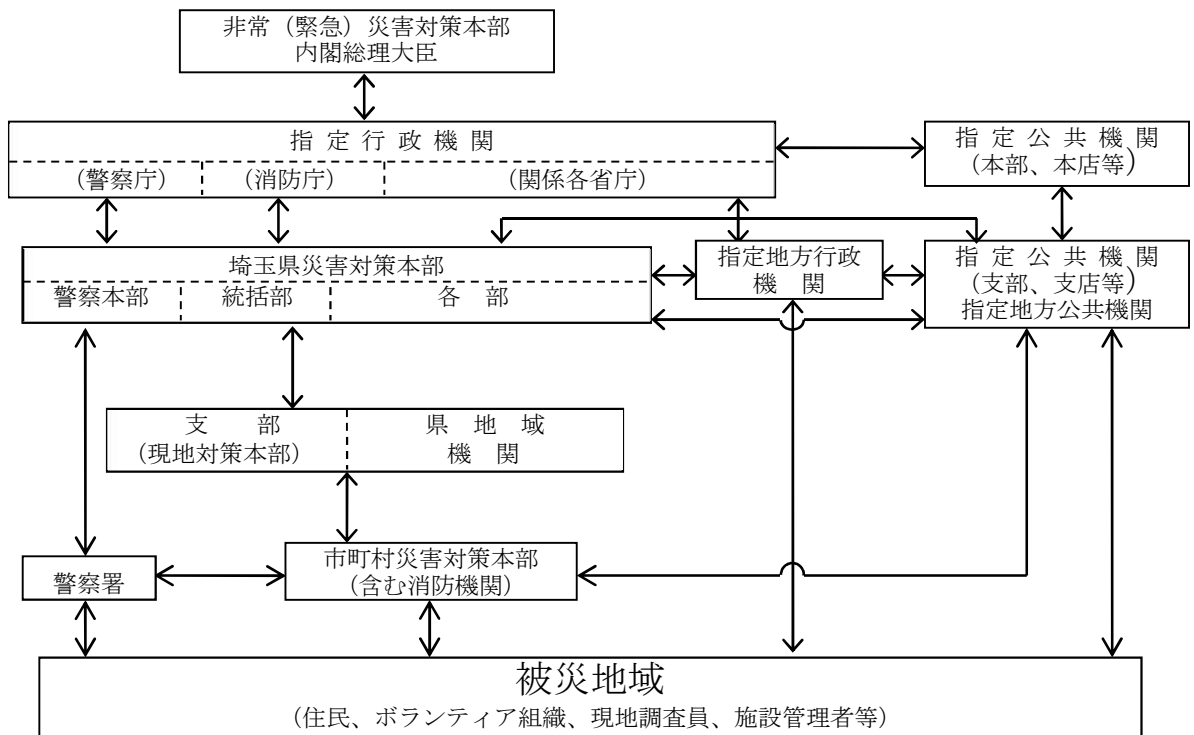 非常（緊急）災害対策本部
内閣総理大臣
指定行政機関
（警察庁）
（消防庁）
（関係各省庁）
指定公共機関
（本部、本店等）
埼玉県災害対策本部
警察本部
統括部
各部
指定地方行政
機関
指定公共機関
（支部、支店等）
指定地方公共機関
支部
（現地対策本部）
県地域
機関
警察署
市町村災害対策本部
（含む消防機関）
被災地域
（住民、ボランティア組織、現地調査員、施設管理者等）